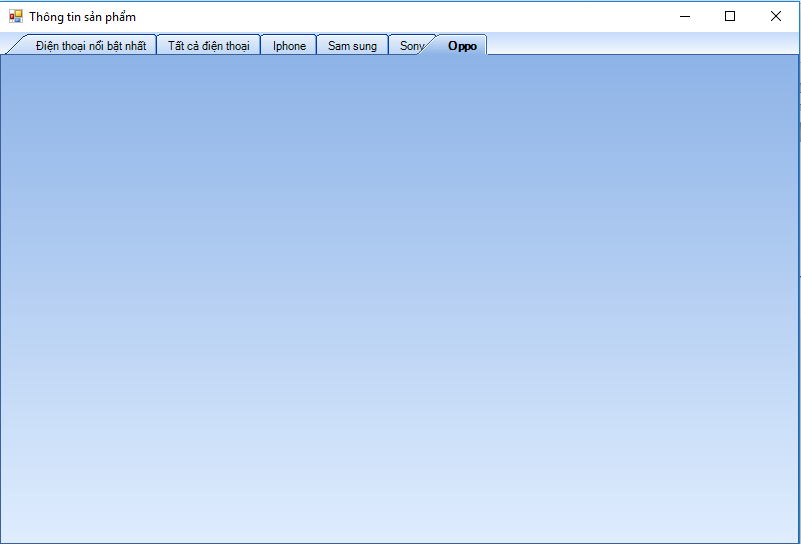 Thông tin sản phẩm
Điện thoại nổi bật nhất Tất cả điện thoại Iphone Sam sung Sony Oppo